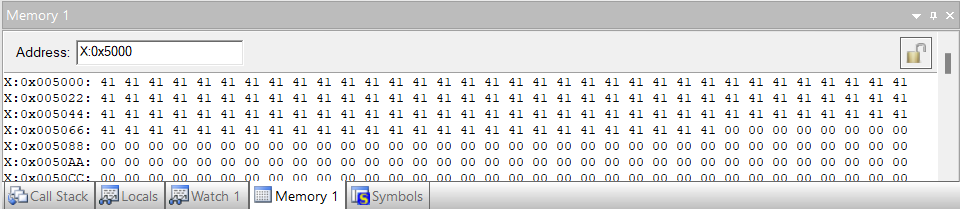 Memory 1
Address: X:0x5000
X:0x005000: 41 41 41 41 41 41 41 41 41 41 41 41 41 41 41 41 41 41 41 41 41 41 41 41 41 41 41 41 41 41 41 41 41 41
X:0x005022: 41 41 41 41 41 41 41 41 41 41 41 41 41 41 41 41 41 41 41 41 41 41 41 41 41 41 41 41 41 41 41 41 41 41
X:0x005044: 41 41 41 41 41 41 41 41 41 41 41 41 41 41 41 41 41 41 41 41 41 41 41 41 41 41 41 41 41 41 41 41 41 41
X:0x005066: 41 41 41 41 41 41 41 41 41 41 41 41 41 41 41 41 41 41 41 41 41 41 41 41 41 41 00 00 00 00 00 00 00 00
X:0x005088: 00 00 00 00 00 00 00 00 00 00 00 00 00 00 00 00 00 00 00 00 00 00 00 00 00 00 00 00 00 00 00 00 00 00
X:0x0050AA: 00 00 00 00 00 00 00 00 00 00 00 00 00 00 00 00 00 00 00 00 00 00 00 00 00 00 00 00 00 00 00 00 00 00
X:0x0050CC: 00 00 00 00 00 00 00 00 00 00 00 00 00 00 00 00 00 00 00 00 00 00 00 00 00 00 00 00 00 00 00 00 00 00
Call Stack Locals Watch 1 Memory 1 Symbols